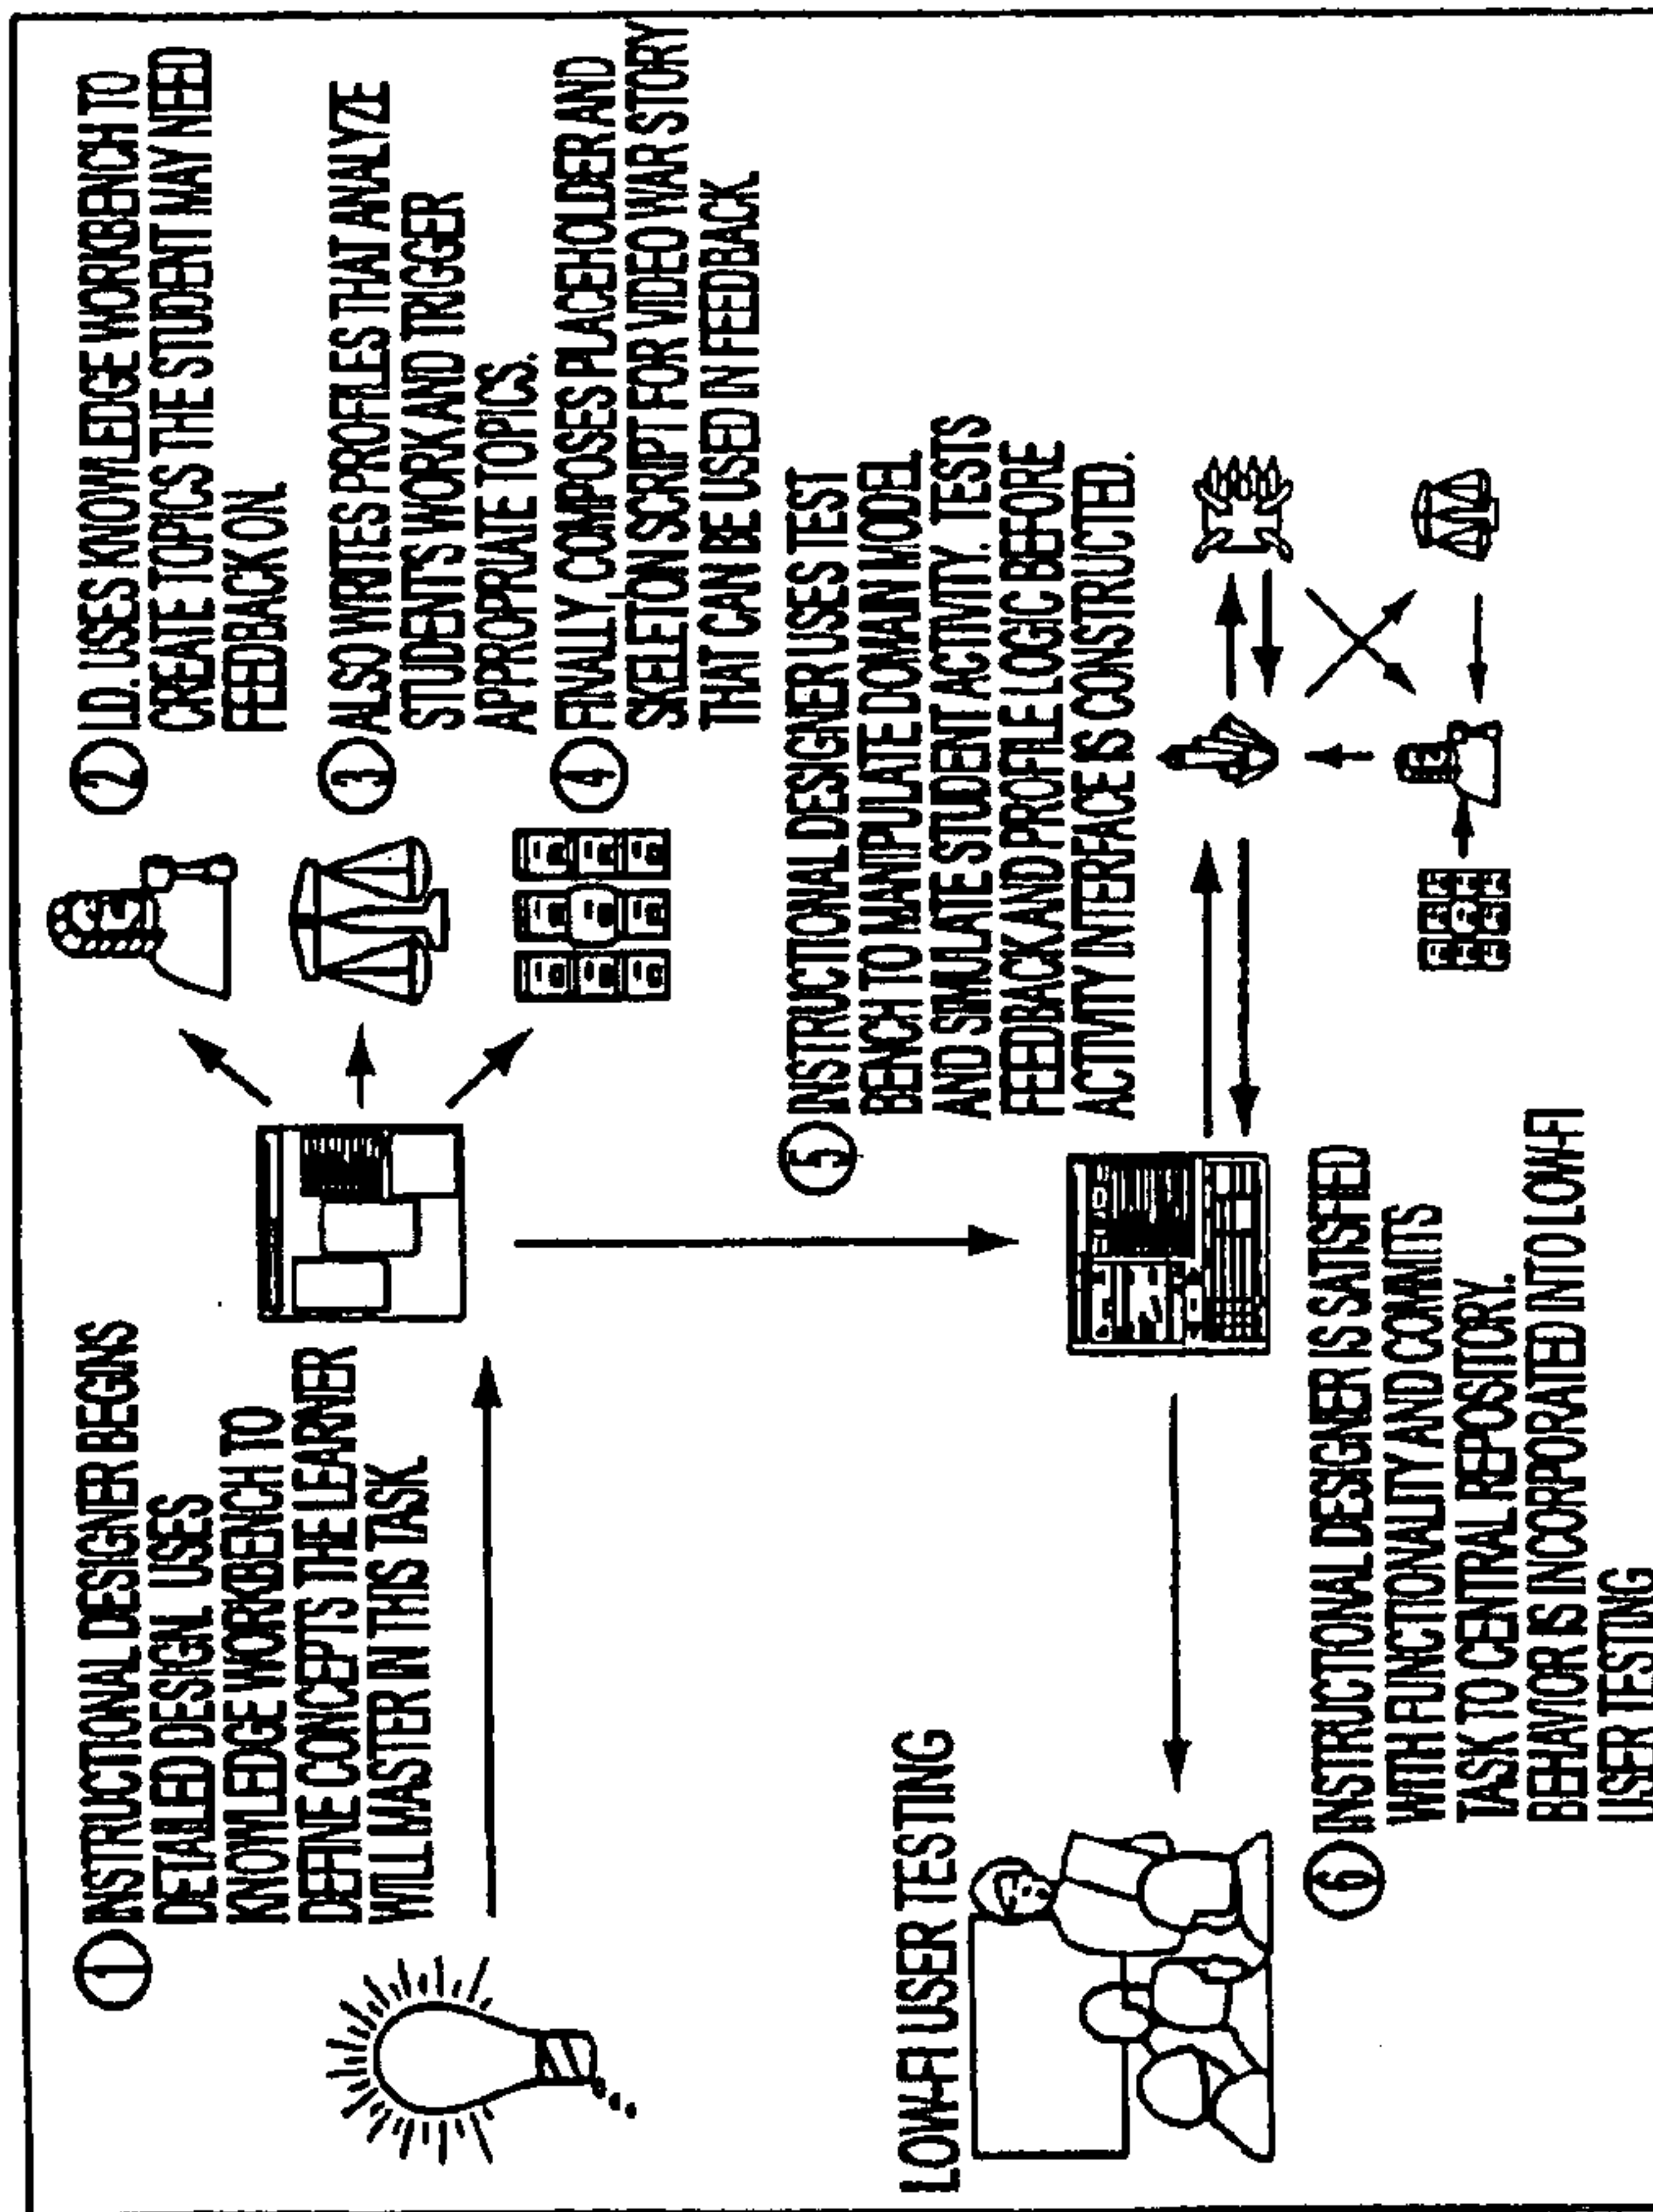 ① INSTRUCTIONAL DESIGNER BEGINS
DETAILED DESIGN. USES
KNOWLEDGE WORKBENCH TO
DEFINE CONCEPTS THE LEARNER
WILL MASTER IN THIS TASK.
② I.D. USES KNOWLEDGE WORKBENCH TO
CREATE TOPICS THE STUDENT MAY NEED
FEEDBACK ON.
③ ALSO WRITES PROFILES THAT ANALYZE
STUDENTS WORK AND TRIGGER
APPROPRIATE TOPICS.
④ FINALLY COMPOSES PLACEHOLDER AND
SKELETON SCRIPT FOR VIDEO WAR STORY
THAT CAN BE USED IN FEEDBACK.
⑤ INSTRUCTIONAL DESIGNER USES TEST
BENCH TO MANIPULATE DOMAIN MODEL
AND SIMULATE STUDENT ACTIVITY. TESTS
FEEDBACK AND PROFILE LOGIC BEFORE
ACTIVITY INTERFACE IS CONSTRUCTED.
LOW-FI USER TESTING
⑥ INSTRUCTIONAL DESIGNER IS SATISFIED
WITH FUNCTIONALITY AND COMMITS
TASK TO CENTRAL REPOSITORY.
BEHAVIOR IS INCORPORATED INTO LOW-FI
USER TESTING